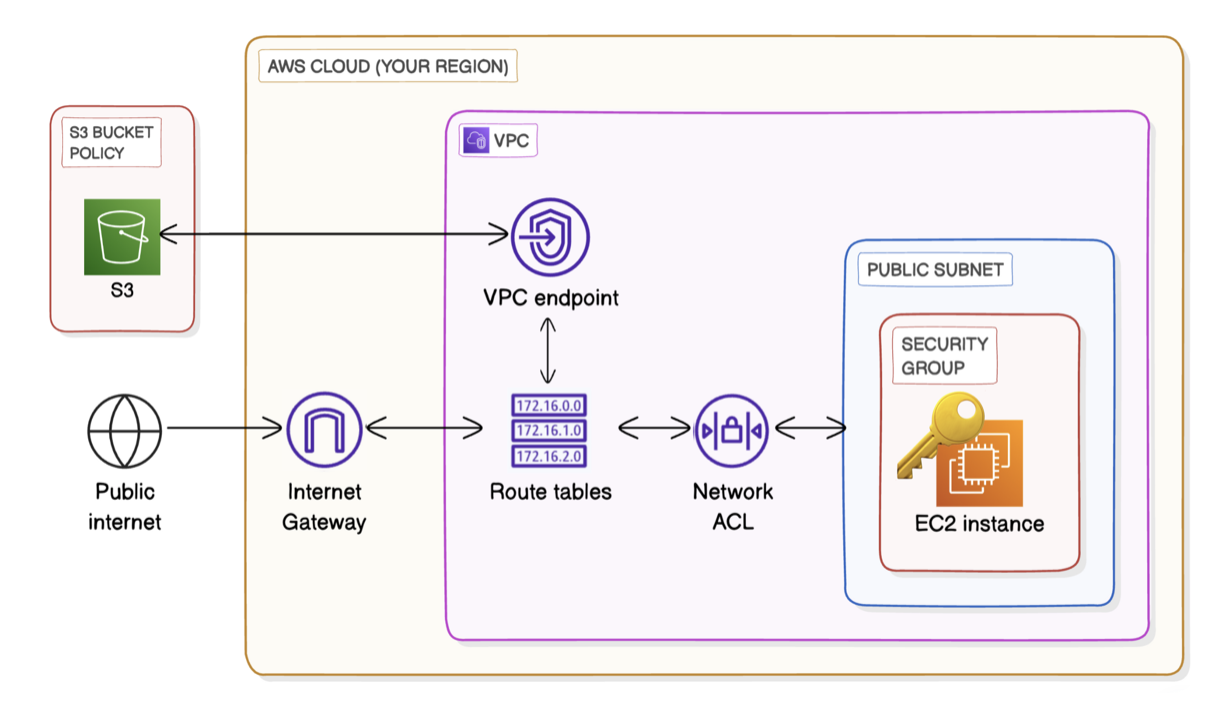 AWS CLOUD (YOUR REGION)
S3 BUCKET
POLICY
VPC
S3
VPC endpoint
PUBLIC SUBNET
SECURITY
GROUP
172.16.0.0
172.16.1.0
172.16.2.0
Public
internet
Internet
Gateway
Route tables
Network
ACL
EC2 instance